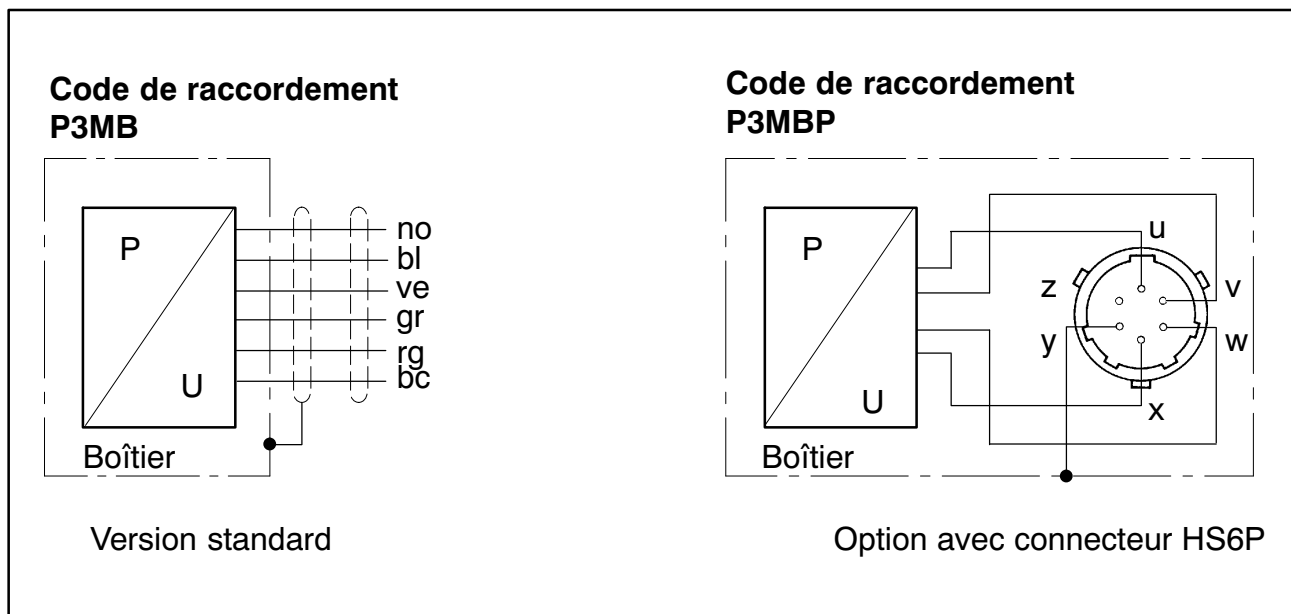 Code de raccordement
P3MB
P
U
Boîtier
no
bl
ve
gr
rg
bc
Version standard
Code de raccordement
P3MBP
P
U
Boîtier
u
z
v
y
w
x
Option avec connecteur HS6P